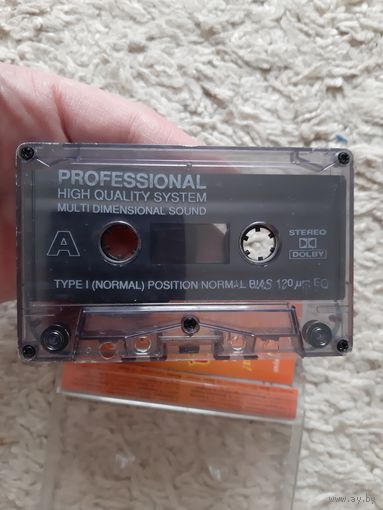 PROFESSIONAL
HIGH QUALITY SYSTEM
MULTI DIMENSIONAL SOUND
A
STEREO
DOLBY
TYPE I (NORMAL) POSITION NORMAL BIAS 120 µs EQ
www.ay.by